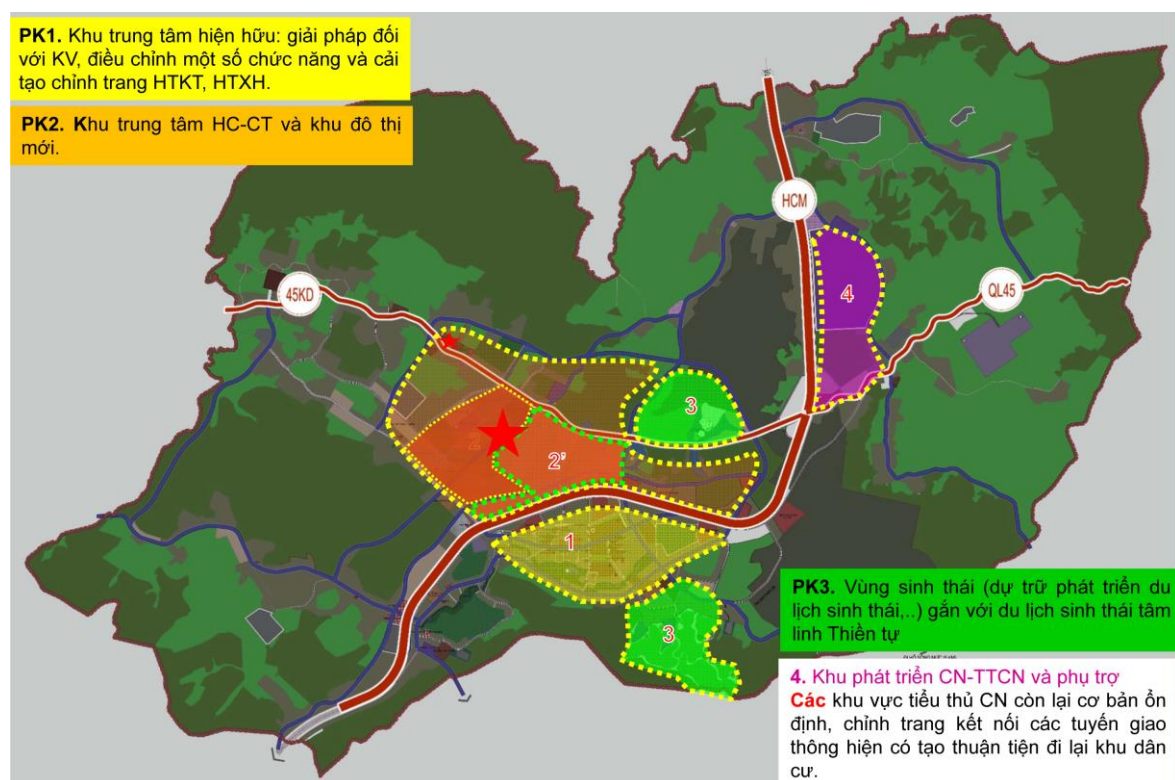 PK1. Khu trung tâm hiện hữu: giải pháp đối
với KV, điều chỉnh một số chức năng và cải
tạo chỉnh trang HTKT, HTXH.
PK2. Khu trung tâm HC-CT và khu đô thị
mới.
HCM
4
QL45
45KD
3
2
2'
1
3
PK3. Vùng sinh thái (dự trữ phát triển du
lịch sinh thái,..) gắn với du lịch sinh thái tâm
linh Thiền tự
4. Khu phát triển CN-TTCN và phụ trợ
Các khu vực tiểu thủ CN còn lại cơ bản ổn
định, chỉnh trang kết nối các tuyến giao
thông hiện có tạo thuận tiện đi lại khu dân
cư.